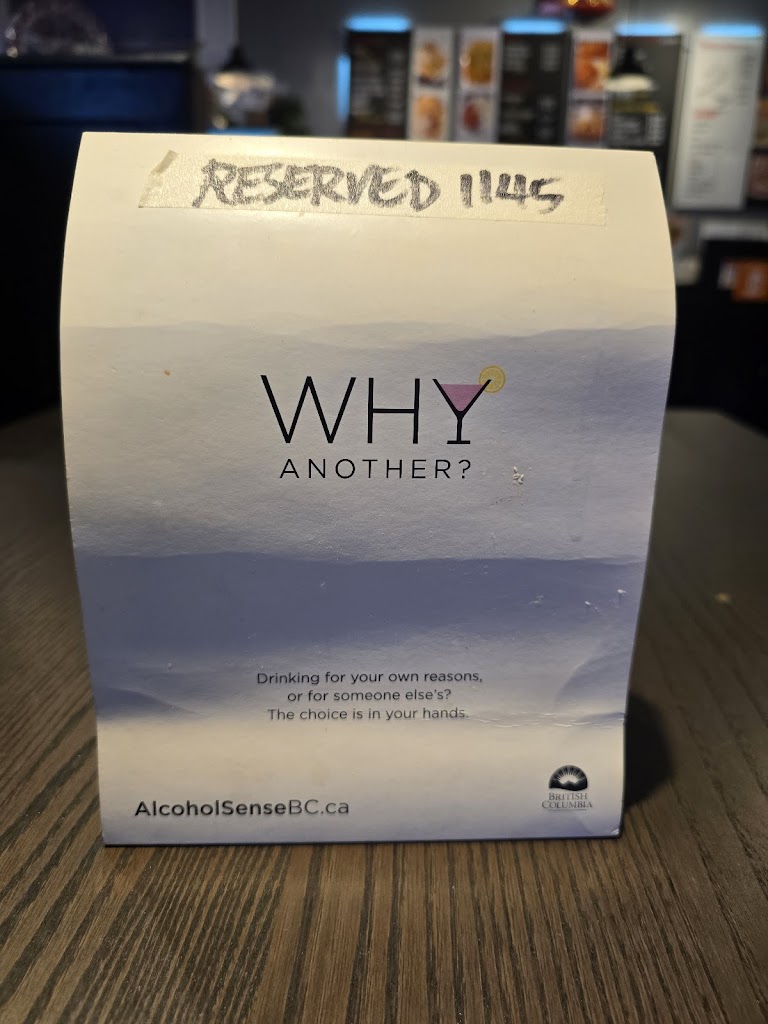 RESERVED 1145
WHY
ANOTHER?
Drinking for your own reasons,
or for someone else's?
The choice is in your hands.
AlcoholSenseBC.ca
BRITISH
COLUMBIA